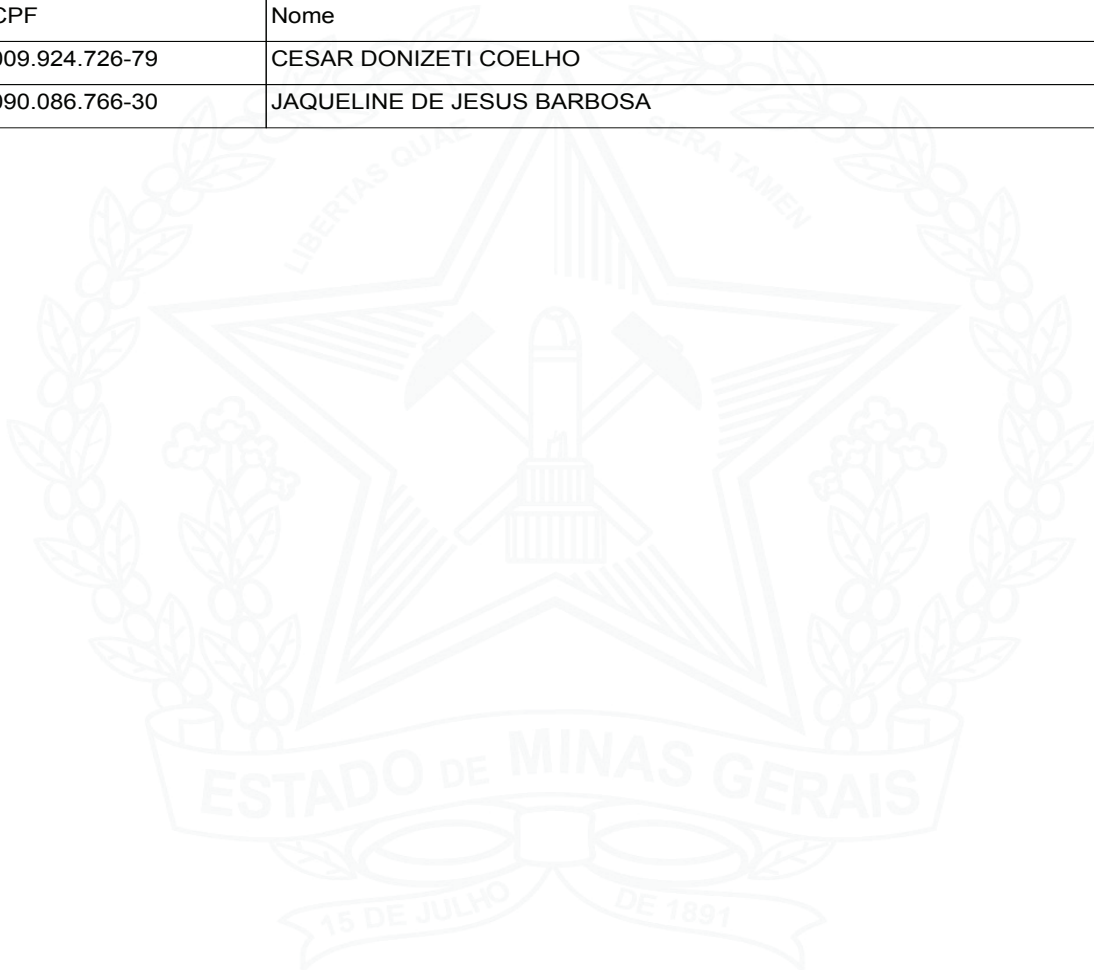 CPF Nome
009.924.726-79 CESAR DONIZETI COELHO
090.086.766-30 JAQUELINE DE JESUS BARBOSA
LIBERTAS QUAE SERA TAMEN
ESTADO DE MINAS GERAIS
15 DE JULHO DE 1891